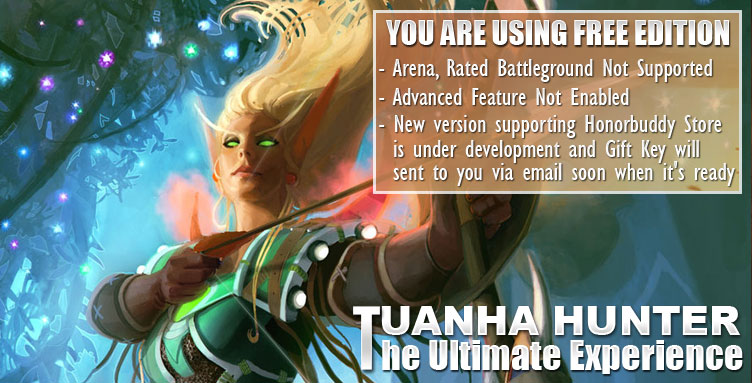 YOU ARE USING FREE EDITION
- Arena, Rated Battleground Not Supported
- Advanced Feature Not Enabled
- New version supporting Honorbuddy Store
is under development and Gift Key will
sent to you via email soon when it's ready
TUANHA HUNTER
The Ultimate Experience